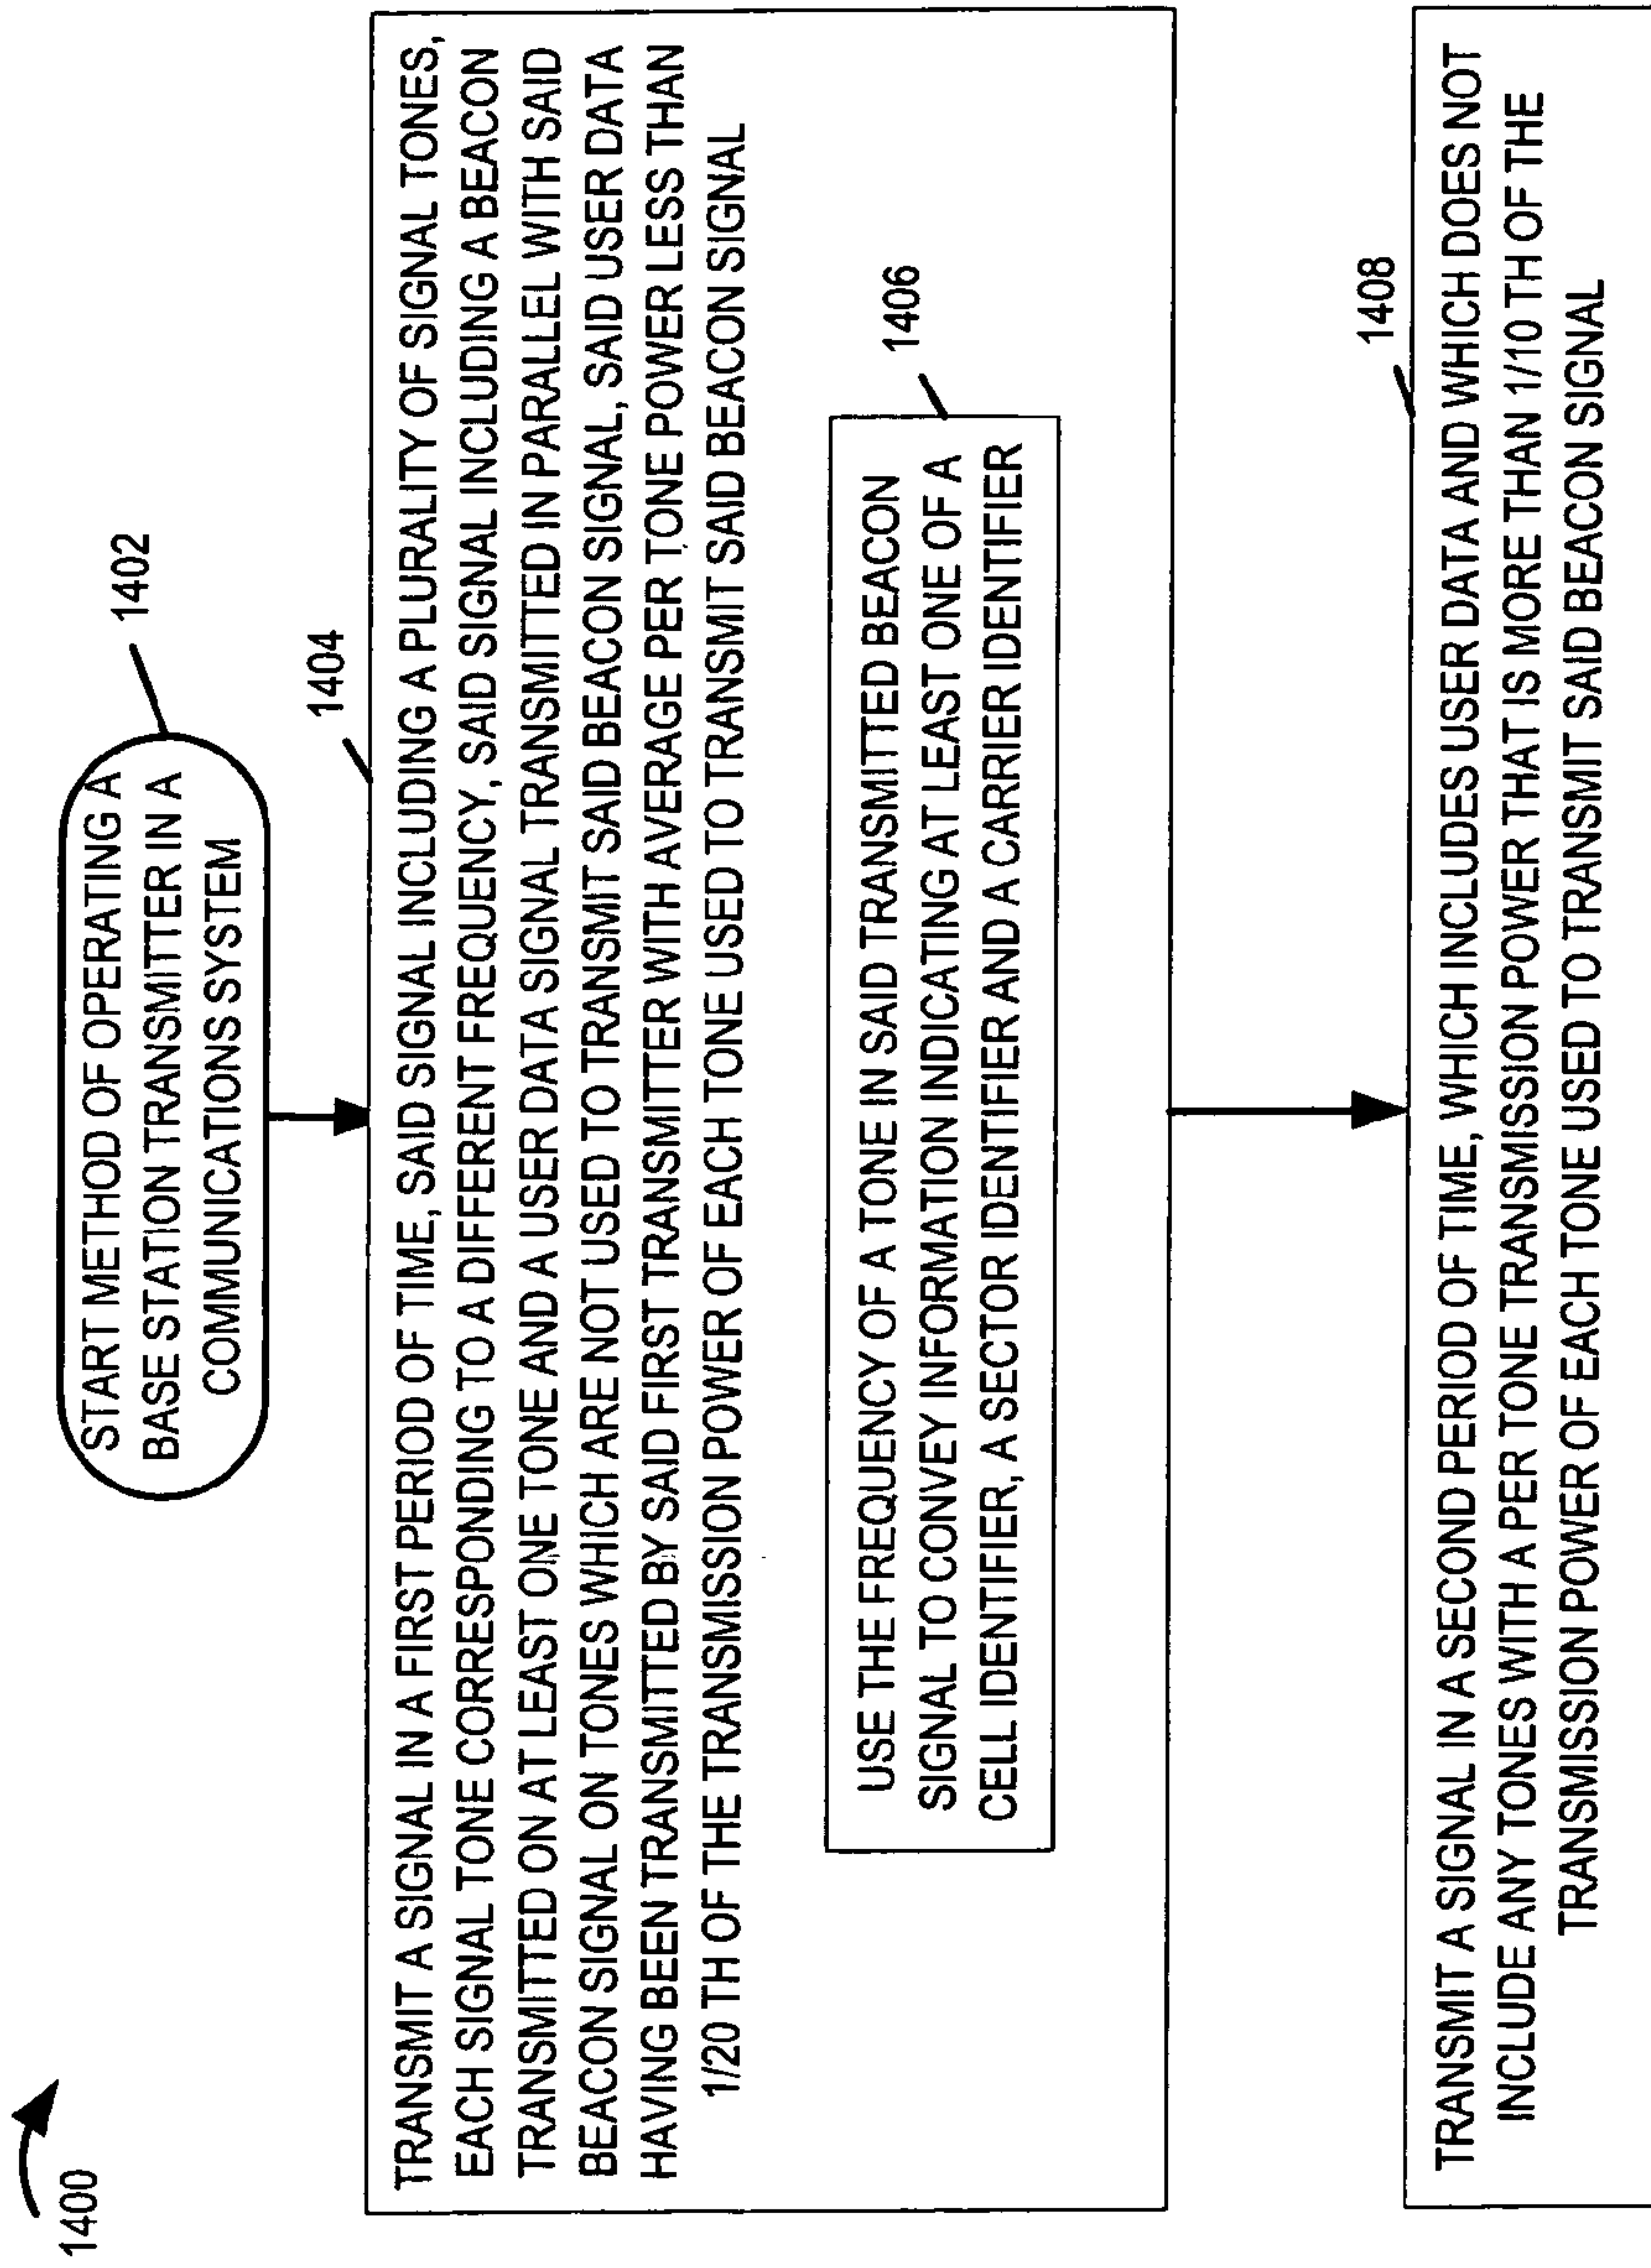 1400
START METHOD OF OPERATING A
BASE STATION TRANSMITTER IN A
COMMUNICATIONS SYSTEM
1402
1404
TRANSMIT A SIGNAL IN A FIRST PERIOD OF TIME, SAID SIGNAL INCLUDING A PLURALITY OF SIGNAL TONES,
EACH SIGNAL TONE CORRESPONDING TO A DIFFERENT FREQUENCY, SAID SIGNAL INCLUDING A BEACON
TRANSMITTED ON AT LEAST ONE TONE AND A USER DATA SIGNAL TRANSMITTED IN PARALLEL WITH SAID
BEACON SIGNAL ON TONES WHICH ARE NOT USED TO TRANSMIT SAID BEACON SIGNAL, SAID USER DATA
HAVING BEEN TRANSMITTED BY SAID FIRST TRANSMITTER WITH AVERAGE PER TONE POWER LESS THAN
1/20 TH OF THE TRANSMISSION POWER OF EACH TONE USED TO TRANSMIT SAID BEACON SIGNAL
1406
USE THE FREQUENCY OF A TONE IN SAID TRANSMITTED BEACON
SIGNAL TO CONVEY INFORMATION INDICATING AT LEAST ONE OF A
CELL IDENTIFIER, A SECTOR IDENTIFIER AND A CARRIER IDENTIFIER
1408
TRANSMIT A SIGNAL IN A SECOND PERIOD OF TIME, WHICH INCLUDES USER DATA AND WHICH DOES NOT
INCLUDE ANY TONES WITH A PER TONE TRANSMISSION POWER THAT IS MORE THAN 1/10 TH OF THE
TRANSMISSION POWER OF EACH TONE USED TO TRANSMIT SAID BEACON SIGNAL